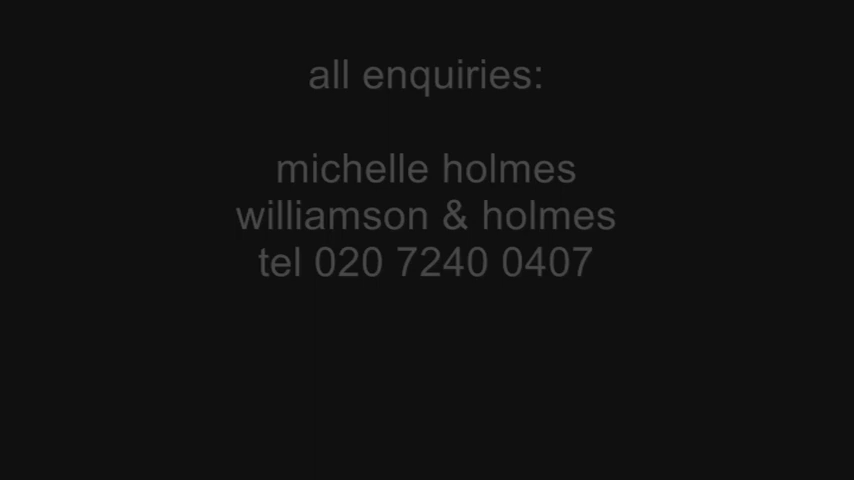 all enquiries:
michelle holmes
williamson & holmes
tel 020 7240 0407